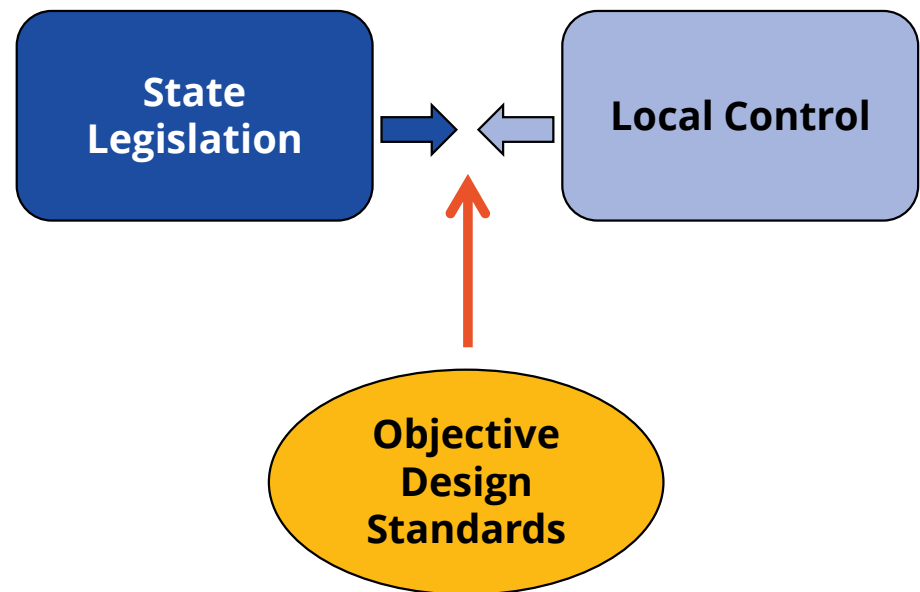 State
Legislation
Local Control
Objective
Design
Standards